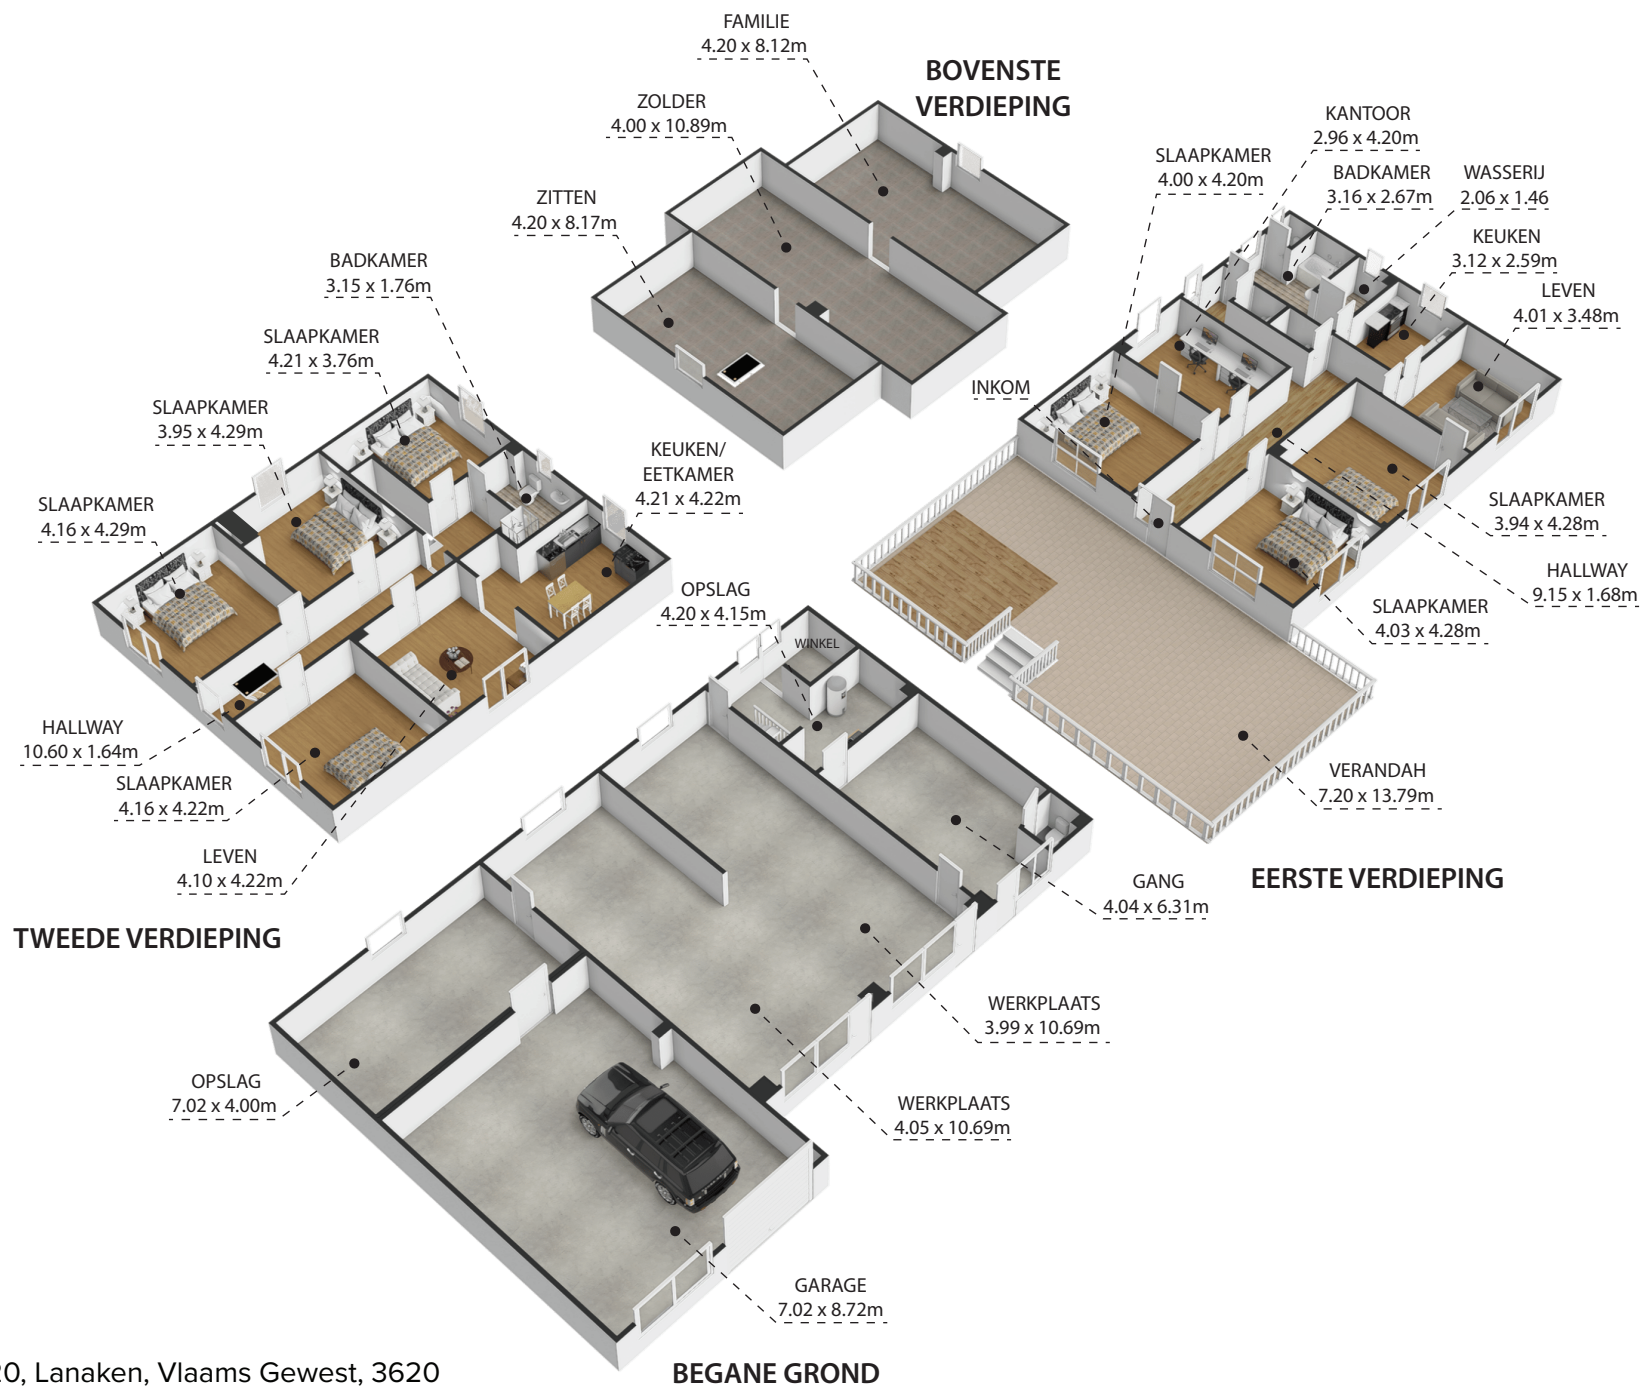 FAMILIE
4.20 x 8.12m
BOVENSTE
VERDIEPING
ZOLDER
4.00 x 10.89m
ZITTEN
4.20 x 8.17m
KANTOOR
2.96 x 4.20m
SLAAPKAMER
4.00 x 4.20m
BADKAMER
3.16 x 2.67m
WASSERIJ
2.06 x 1.46
KEUKEN
3.12 x 2.59m
LEVEN
4.01 x 3.48m
INKOM
SLAAPKAMER
3.94 x 4.28m
HALLWAY
9.15 x 1.68m
SLAAPKAMER
4.03 x 4.28m
VERANDAH
7.20 x 13.79m
EERSTE VERDIEPING
BADKAMER
3.15 x 1.76m
SLAAPKAMER
4.21 x 3.76m
SLAAPKAMER
3.95 x 4.29m
SLAAPKAMER
4.16 x 4.29m
KEUKEN/
EETKAMER
4.21 x 4.22m
HALLWAY
10.60 x 1.64m
SLAAPKAMER
4.16 x 4.22m
LEVEN
4.10 x 4.22m
TWEEDE VERDIEPING
OPSLAG
4.20 x 4.15m
WINKEL
GANG
4.04 x 6.31m
WERKPLAATS
3.99 x 10.69m
WERKPLAATS
4.05 x 10.69m
OPSLAG
7.02 x 4.00m
GARAGE
7.02 x 8.72m
BEGANE GROND
20, Lanaken, Vlaams Gewest, 3620